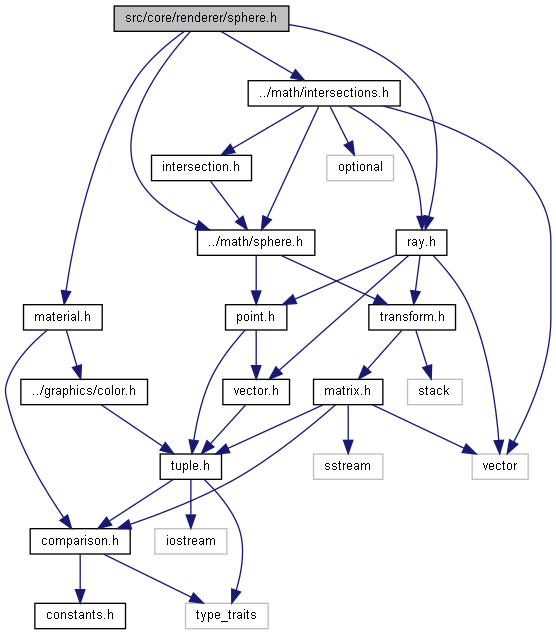 src/core/renderer/sphere.h
../math/intersections.h
intersection.h
optional
../math/sphere.h
ray.h
material.h
point.h
transform.h
../graphics/color.h
vector.h
matrix.h
stack
tuple.h
sstream
vector
comparison.h
iostream
constants.h
type_traits